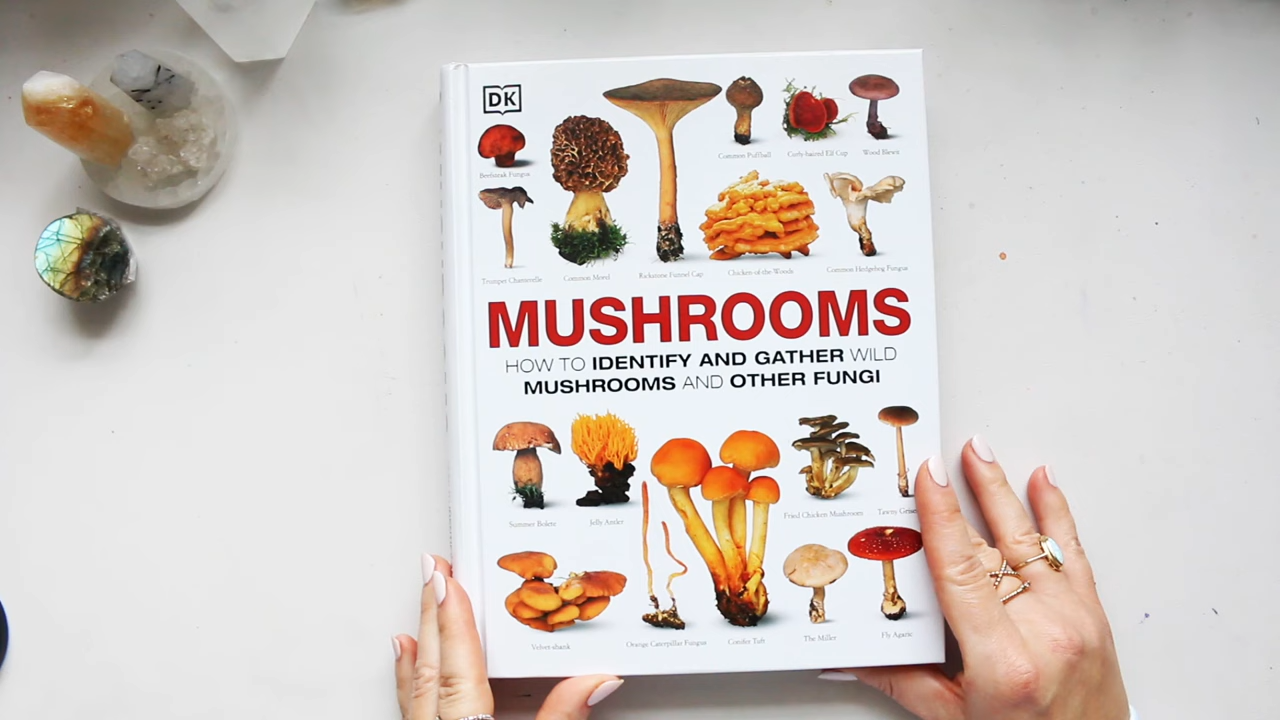 DK
Common Puffball
Curly-haired Elf Cup
Wood Blewit
Beefsteak Fungus
Trumpet Chanterelle
Common Morel
Rickstone Funnel Cap
Chicken of the Woods
Common Hedgehog Fungus
MUSHROOMS
HOW TO IDENTIFY AND GATHER WILD
MUSHROOMS AND OTHER FUNGI
Summer Bolete
Jelly Antler
Fried Chicken Mushroom
Tawny
Velvet-shank
Orange Caterpillar Fungus
Conifer Tuft
The Miller
Fly Agaric